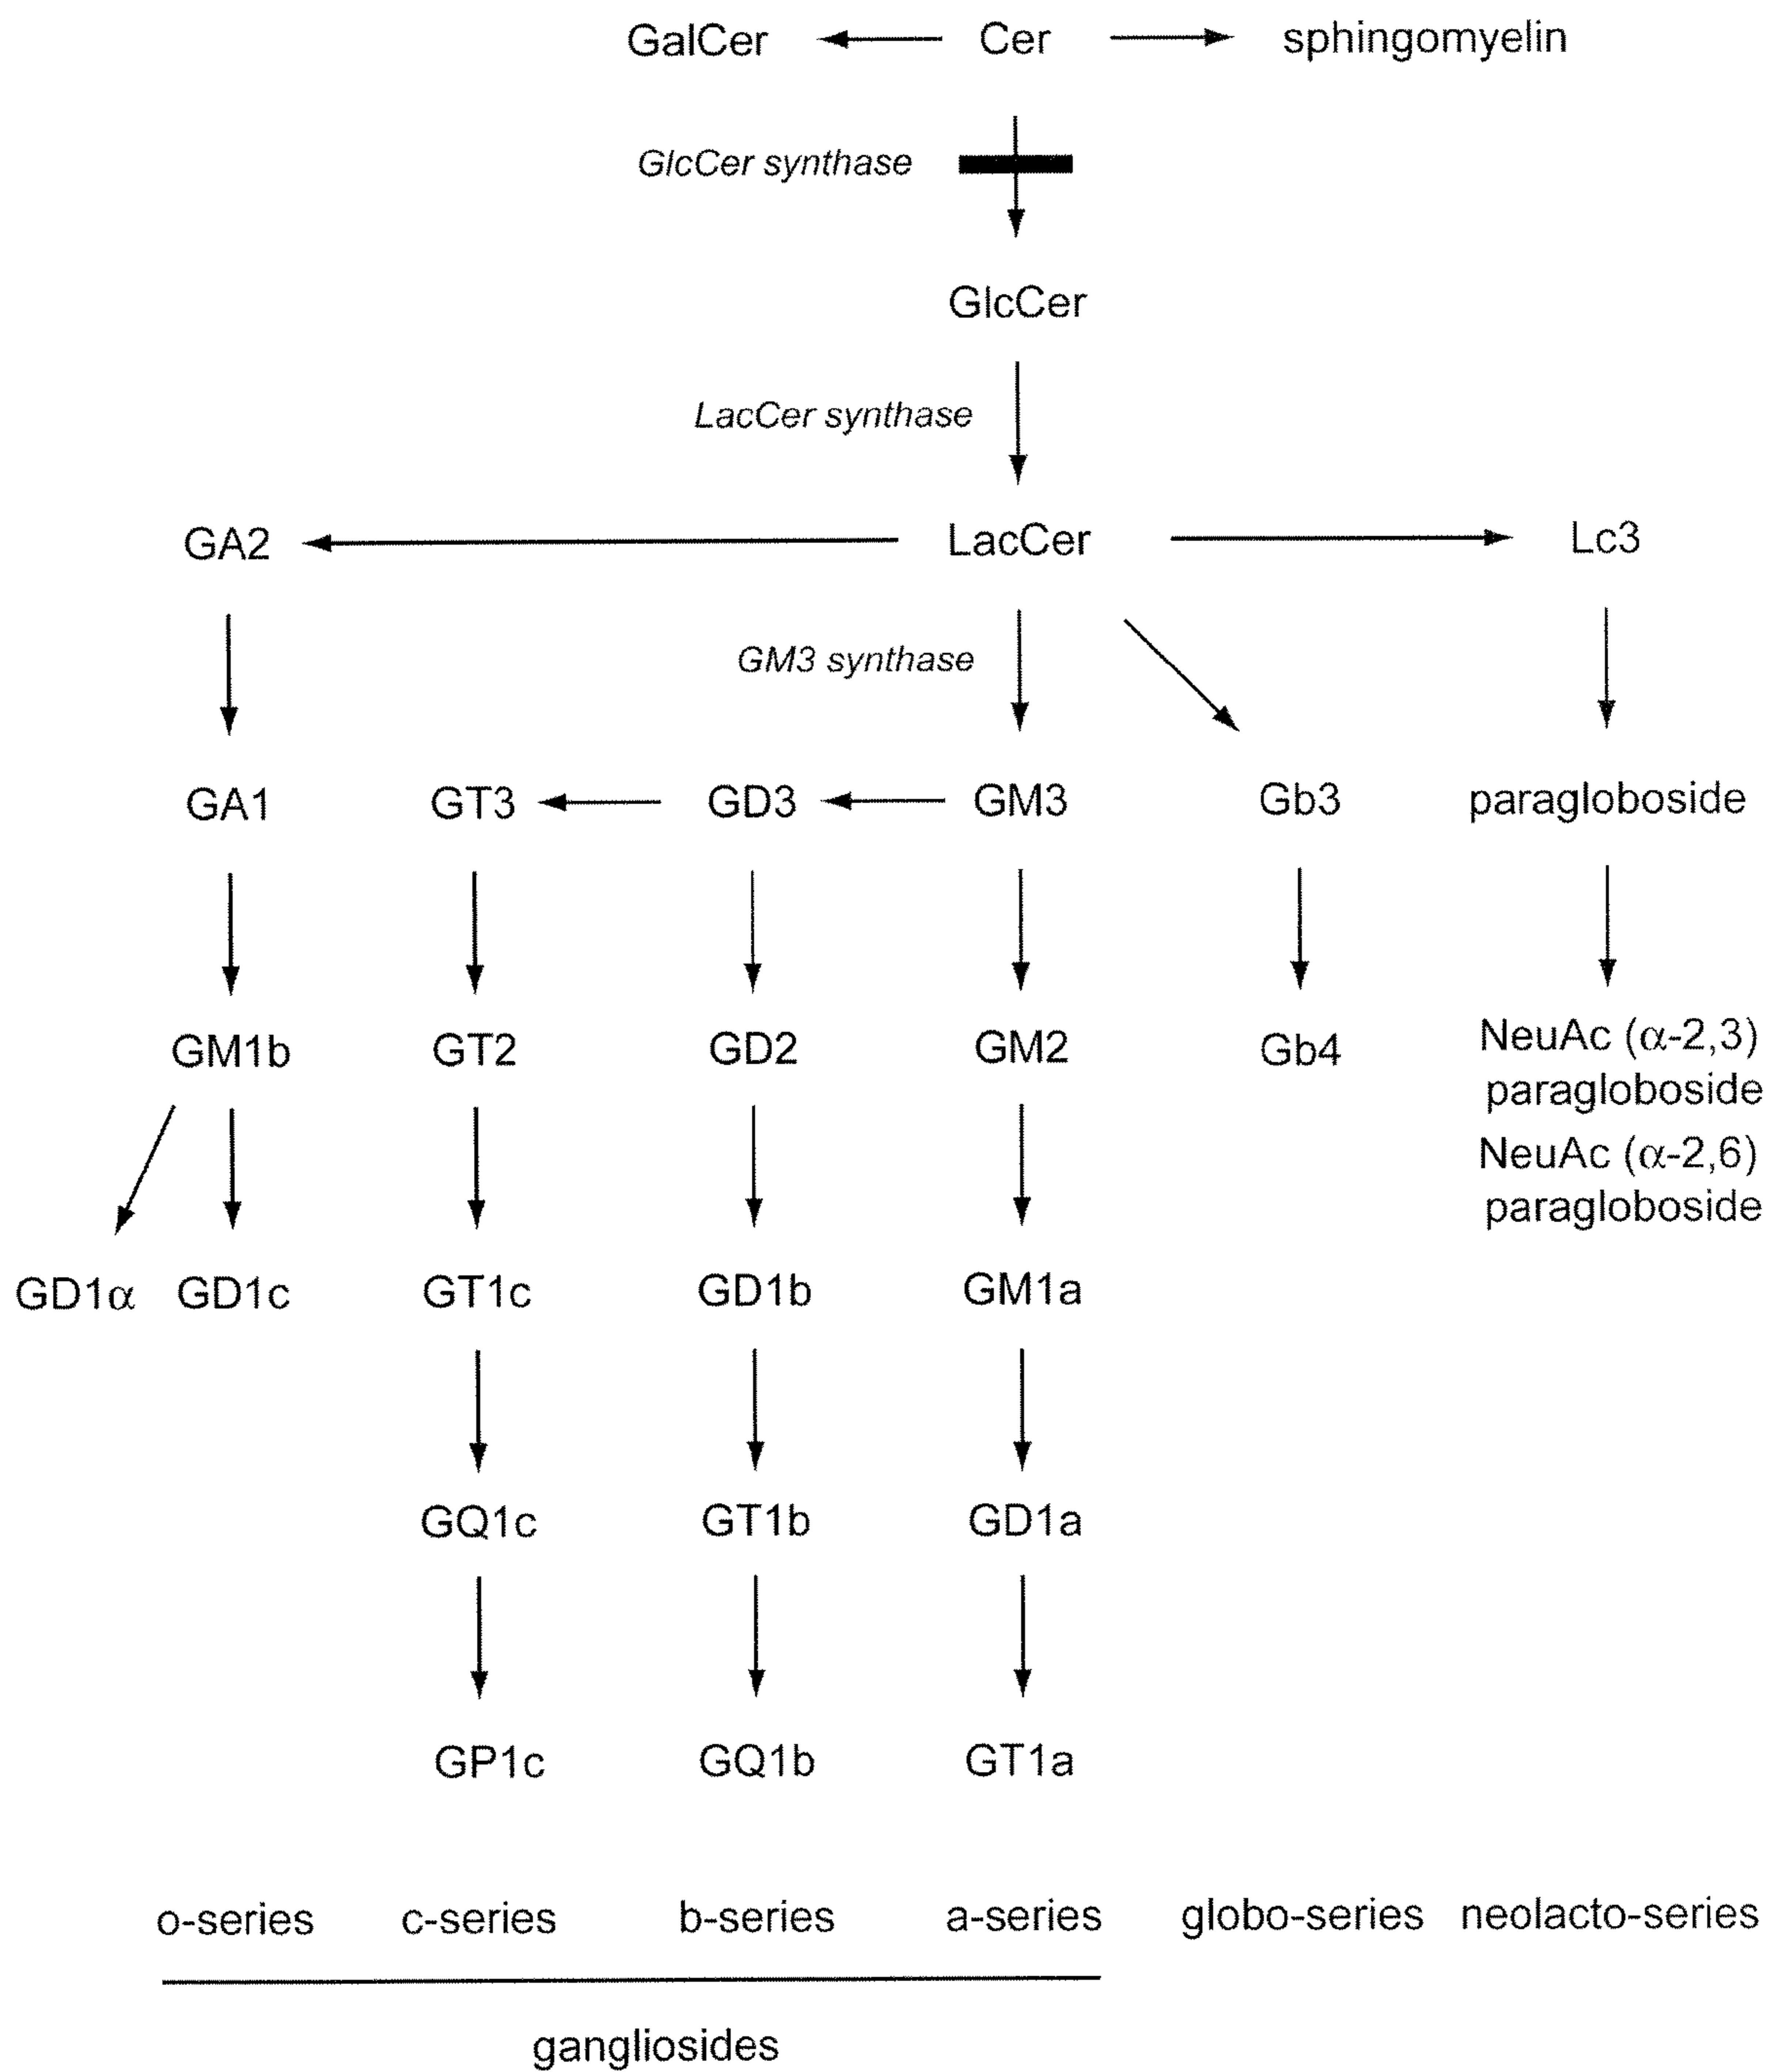 GalCer Cer sphingomyelin
GlcCer synthase
GlcCer
LacCer synthase
GA2 LacCer Lc3
GM3 synthase
GA1 GT3 GD3 GM3 Gb3 paragloboside
GM1b GT2 GD2 GM2 Gb4 NeuAc (α-2,3)
paragloboside
NeuAc (α-2,6)
paragloboside
GD1α GD1c GT1c GD1b GM1a
GQ1c GT1b GD1a
GP1c GQ1b GT1a
o-series c-series b-series a-series globo-series neolacto-series
gangliosides